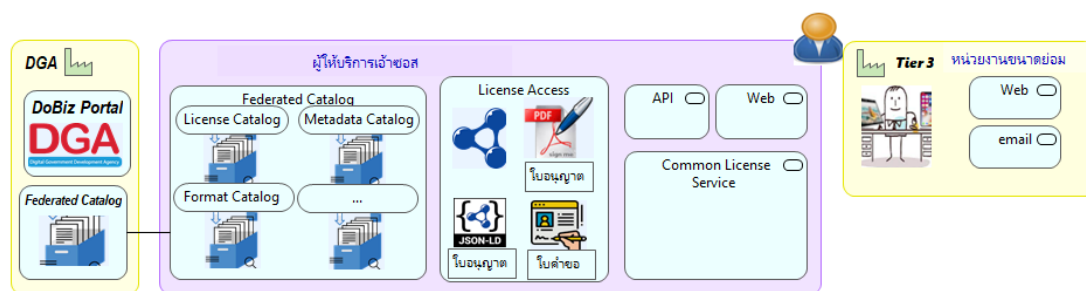 DGA
DoBiz Portal
DGA
Digital Government Development Agency
Federated Catalog
ผู้ให้บริการเอ้าซอส
Federated Catalog
License Catalog
Metadata Catalog
Format Catalog
...
License Access
PDF
sign me
ใบอนุญาต
JSON-LD
ใบอนุญาต
ใบคำขอ
API
Web
Common License
Service
Tier 3
หน่วยงานขนาดย่อม
Web
email